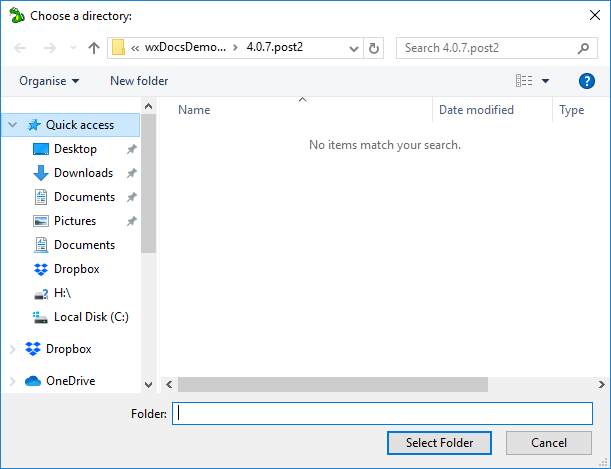 Choose a directory:
« wxDocsDemo... > 4.0.7.post2
Search 4.0.7.post2
Organise
New folder
?
Name
Date modified
Type
No items match your search.
Quick access
Desktop
Downloads
Documents
Pictures
Documents
Dropbox
H:\
Local Disk (C:)
Dropbox
OneDrive
Folder:
Select Folder
Cancel